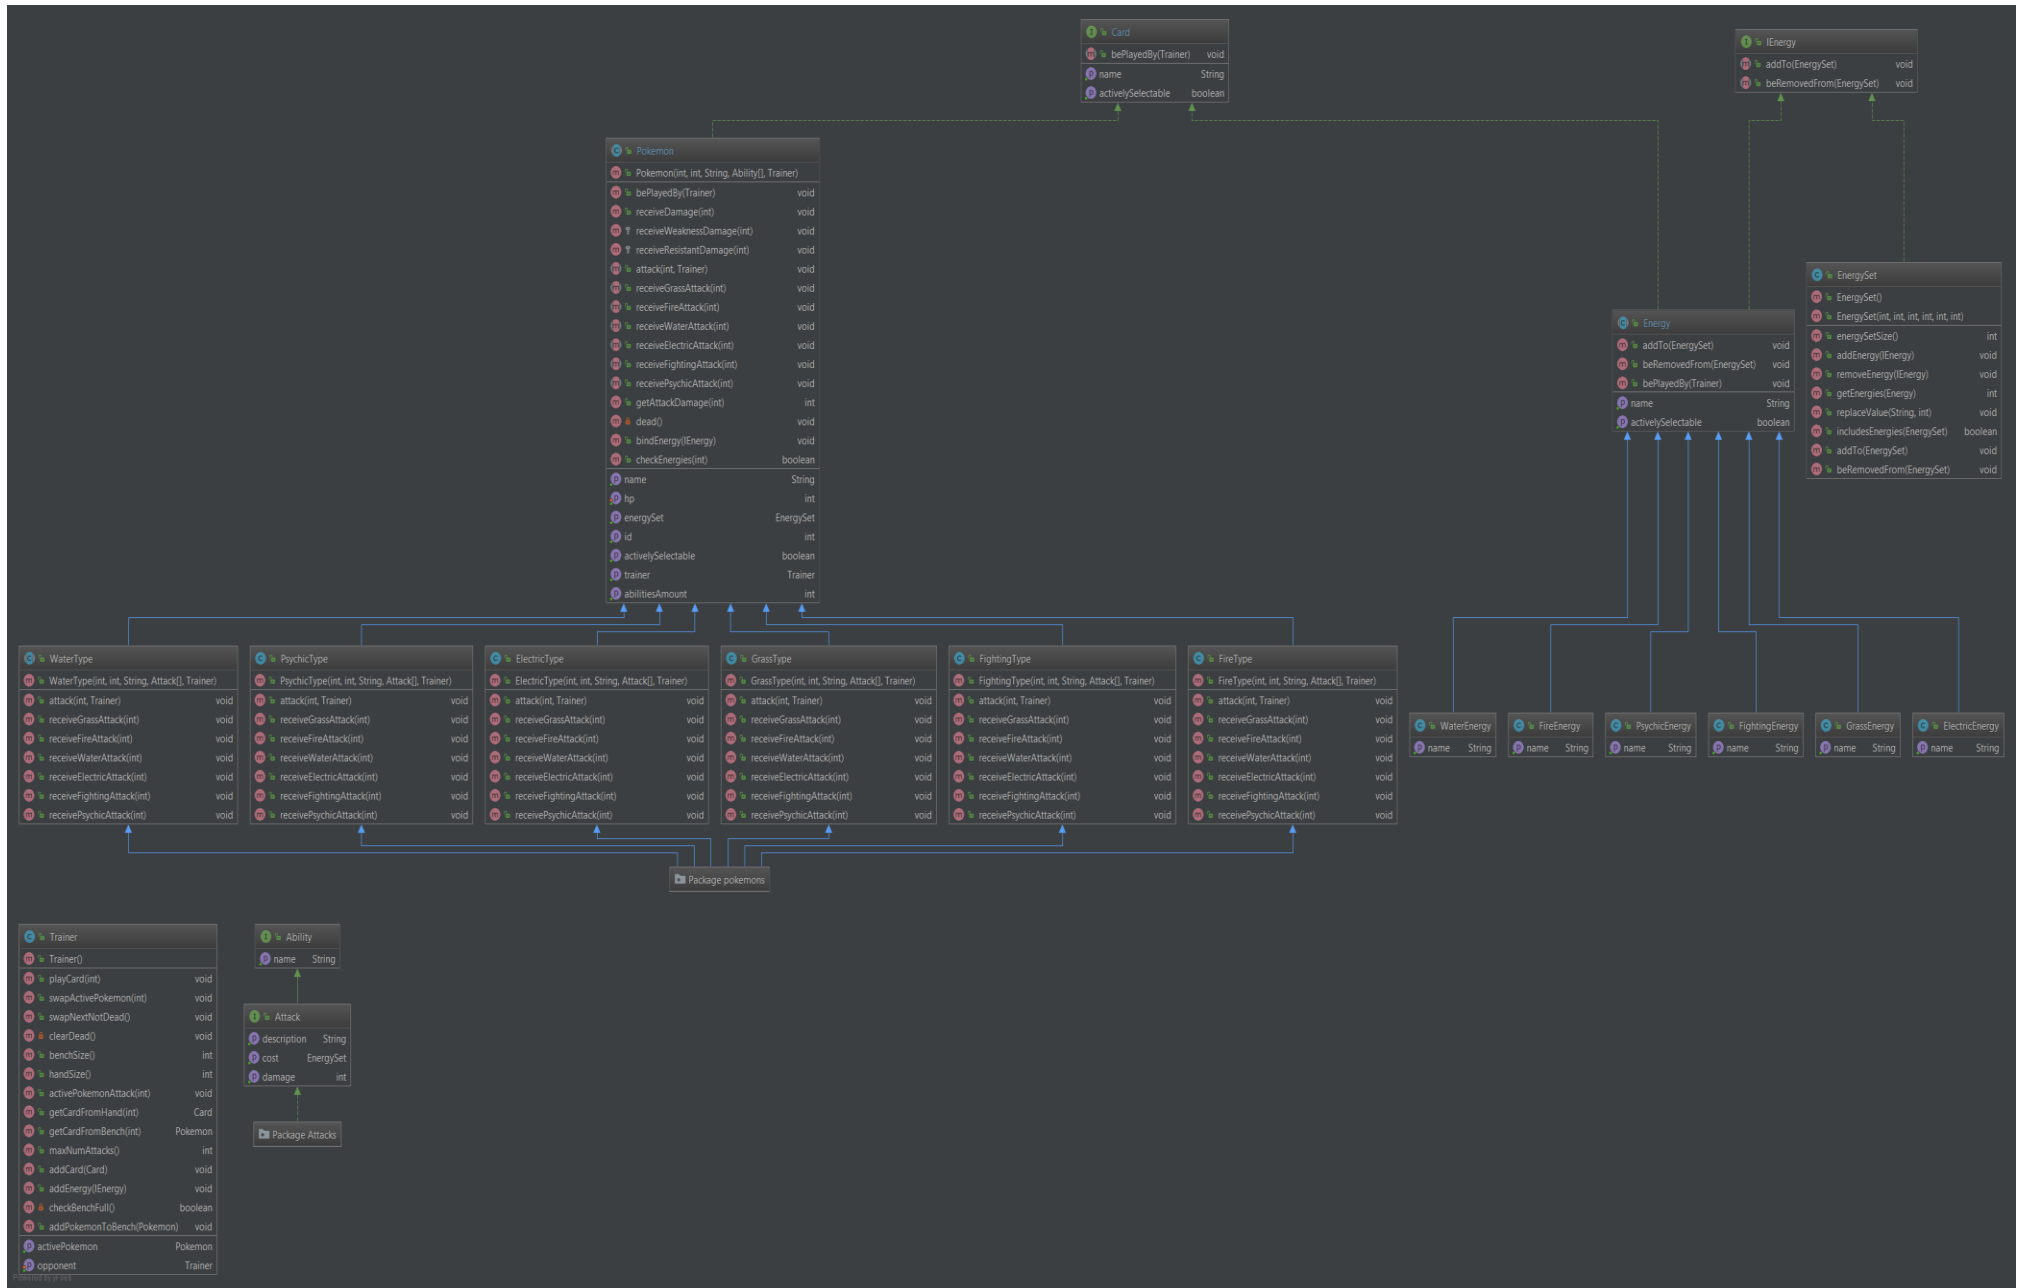 Card
bePlayedBy(Trainer) void
name String
activelySelectable boolean
IEnergy
addTo(EnergySet) void
beRemovedFrom(EnergySet) void
Pokemon
Pokemon(int, int, String, Ability[], Trainer)
bePlayedBy(Trainer) void
receiveDamage(int) void
receiveWeaknessDamage(int) void
receiveResistantDamage(int) void
attack(int, Trainer) void
receiveGrassAttack(int) void
receiveFireAttack(int) void
receiveWaterAttack(int) void
receiveElectricAttack(int) void
receiveFightingAttack(int) void
receivePsychicAttack(int) void
getAttackDamage(int) int
dead() void
bindEnergy(IEnergy) void
checkEnergies(int) boolean
name String
hp int
energySet EnergySet
id int
activelySelectable boolean
trainer Trainer
abilitiesAmount int
EnergySet
EnergySet()
EnergySet(int, int, int, int, int, int)
energySetSize() int
addEnergy(IEnergy) void
removeEnergy(IEnergy) void
getEnergies(Energy) int
replaceValue(String, int) void
includesEnergies(EnergySet) boolean
addTo(EnergySet) void
beRemovedFrom(EnergySet) void
Energy
addTo(EnergySet) void
beRemovedFrom(EnergySet) void
bePlayedBy(Trainer) void
name String
activelySelectable boolean
WaterType
WaterType(int, int, String, Attack[], Trainer)
attack(int, Trainer) void
receiveGrassAttack(int) void
receiveFireAttack(int) void
receiveWaterAttack(int) void
receiveElectricAttack(int) void
receiveFightingAttack(int) void
receivePsychicAttack(int) void
PsychicType
PsychicType(int, int, String, Attack[], Trainer)
attack(int, Trainer) void
receiveGrassAttack(int) void
receiveFireAttack(int) void
receiveWaterAttack(int) void
receiveElectricAttack(int) void
receiveFightingAttack(int) void
receivePsychicAttack(int) void
ElectricType
ElectricType(int, int, String, Attack[], Trainer)
attack(int, Trainer) void
receiveGrassAttack(int) void
receiveFireAttack(int) void
receiveWaterAttack(int) void
receiveElectricAttack(int) void
receiveFightingAttack(int) void
receivePsychicAttack(int) void
GrassType
GrassType(int, int, String, Attack[], Trainer)
attack(int, Trainer) void
receiveGrassAttack(int) void
receiveFireAttack(int) void
receiveWaterAttack(int) void
receiveElectricAttack(int) void
receiveFightingAttack(int) void
receivePsychicAttack(int) void
FightingType
FightingType(int, int, String, Attack[], Trainer)
attack(int, Trainer) void
receiveGrassAttack(int) void
receiveFireAttack(int) void
receiveWaterAttack(int) void
receiveElectricAttack(int) void
receiveFightingAttack(int) void
receivePsychicAttack(int) void
FireType
FireType(int, int, String, Attack[], Trainer)
attack(int, Trainer) void
receiveGrassAttack(int) void
receiveFireAttack(int) void
receiveWaterAttack(int) void
receiveElectricAttack(int) void
receiveFightingAttack(int) void
receivePsychicAttack(int) void
WaterEnergy
name String
FireEnergy
name String
PsychicEnergy
name String
FightingEnergy
name String
GrassEnergy
name String
ElectricEnergy
name String
Package pokemons
Trainer
Trainer()
playCard(int) void
swapActivePokemon(int) void
swapNextNotDead() void
clearDead() void
benchSize() int
handSize() int
activePokemonAttack(int) void
getCardFromHand(int) Card
getCardFromBench(int) Pokemon
maxNumAttacks() int
addCard(Card) void
addEnergy(IEnergy) void
checkBenchFull() boolean
addPokemonToBench(Pokemon) void
activePokemon Pokemon
opponent Trainer
Powered by yFiles
Ability
name String
Attack
description String
cost EnergySet
damage int
Package Attacks